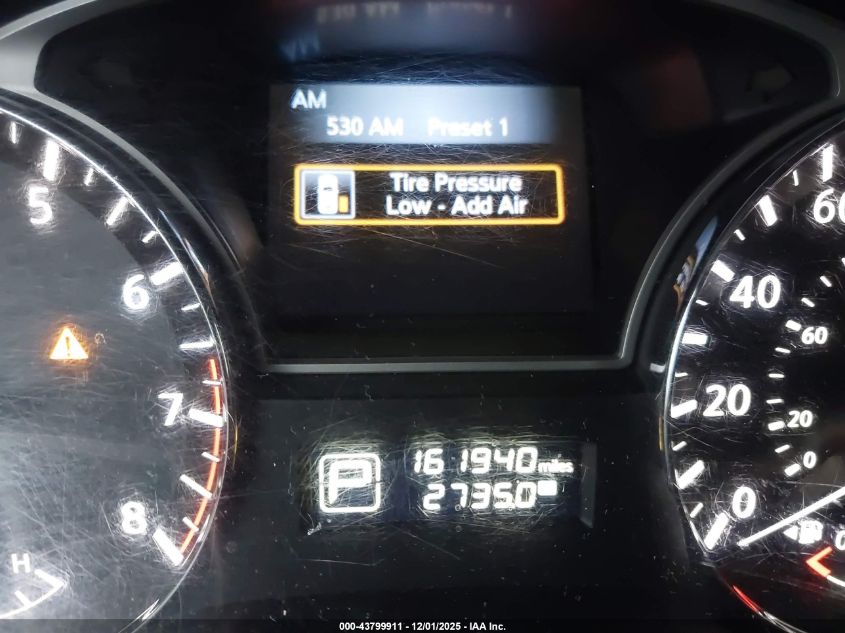 AM
530 AM Preset 1
Tire Pressure
Low - Add Air
5
6
7
8
H
60
40
20
0
60
20
0
P
161940 miles
2735.0
000-43799911 - 12/01/2025 - IAA Inc.